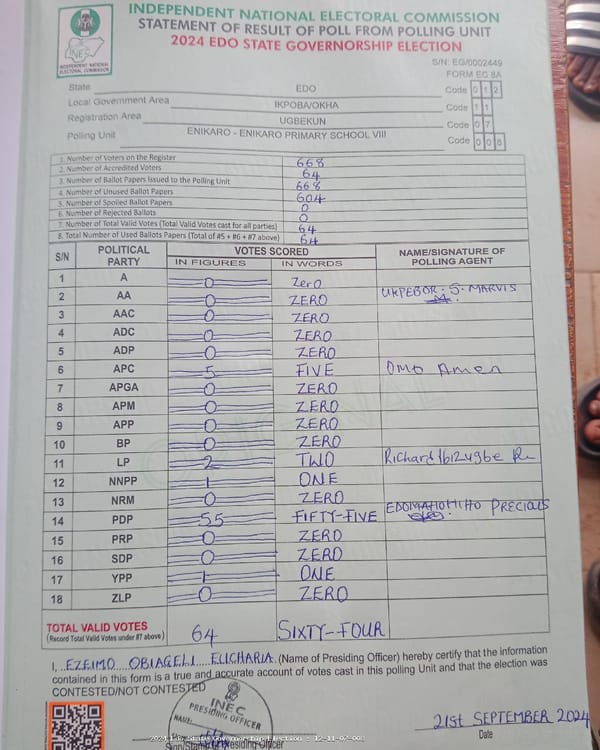 INDEPENDENT NATIONAL ELECTORAL COMMISSION
STATEMENT OF RESULT OF POLL FROM POLLING UNIT
2024 EDO STATE GOVERNORSHIP ELECTION
INEC
INDEPENDENT NATIONAL
ELECTORAL COMMISSION
S/N: EG/0002449
FORM EC 8A
State EDO Code 0 1 2
Local Government Area IKPOBA/OKHA Code 1 1
Registration Area UGBEKUN Code 0 7
Polling Unit ENIKARO - ENIKARO PRIMARY SCHOOL VIII Code 0 0 8
1. Number of Voters on the Register 668
2. Number of Accredited Voters 64
3. Number of Ballot Papers Issued to the Polling Unit 668
4. Number of Unused Ballot Papers 604
5. Number of Spoiled Ballot Papers 0
6. Number of Rejected Ballots 0
7. Number of Total Valid Votes (Total Valid Votes cast for all parties) 64
8. Total Number of Used Ballots Papers (Total of #5 + #6 + #7 above) 64
S/N POLITICAL PARTY VOTES SCORED NAME/SIGNATURE OF POLLING AGENT
IN FIGURES IN WORDS
1 A 0 Zero
2 AA 0 ZERO UKPEBOR . S. MARVIS
3 AAC 0 ZERO
4 ADC 0 ZERO
5 ADP 0 ZERO
6 APC 5 FIVE Omo Amen
7 APGA 0 ZERO
8 APM 0 ZERO
9 APP 0 ZERO
10 BP 0 ZERO
11 LP 2 TWO Richard
12 NNPP 1 ONE
13 NRM 0 ZERO
14 PDP 55 FIFTY-FIVE PRECIOUS
15 PRP 0 ZERO
16 SDP 0 ZERO
17 YPP 1 ONE
18 ZLP 0 ZERO
TOTAL VALID VOTES 64 SIXTY-FOUR
(Record Total Valid Votes under #7 above)
I, EZEIMO OBIAGELI ELICHARIA (Name of Presiding Officer) hereby certify that the information
contained in this form is a true and accurate account of votes cast in this polling Unit and that the election was
CONTESTED/NOT CONTESTED
INEC
PRESIDING OFFICER
NAME:
21ST SEPTEMBER 2024
Sign/Stamp of Presiding Officer Date